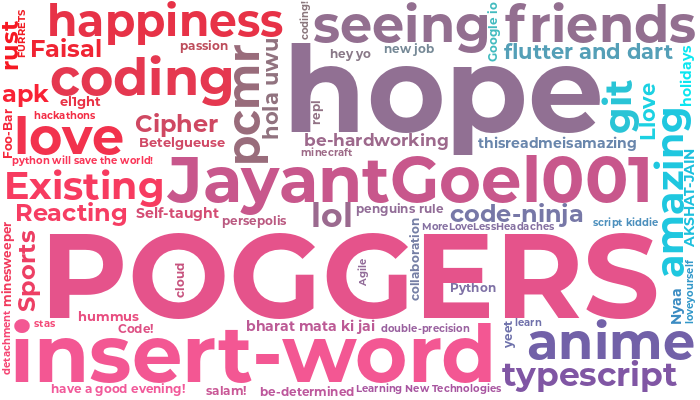 happiness
coding!
seeing friends
Google io
rust
FURRETS
Faisal
passion
hey yo
new job
flutter and dart
holidays
coding
pcmr
hola uwu
hope
apk
el1ght
repl
git
Llove
hackathons
Foo-Bar
love
Cipher
Betelgeuse
be-hardworking
thisreadmeisamazing
minecraft
amazing
AKSHAT-JAIN
python will save the world!
Existing
JayantGoel001
Reacting
Self-taught
persepolis
lol
penguins rule
code-ninja
script kiddie
MoreLoveLessHeadaches
minesweeper
Sports
POGGERS
cloud
Agile
collaboration
Python
Nyaa
loveyourself
detachment
stas
hummus
Code!
bharat mata ki jai
double-precision
yeet
learn
insert-word
anime
typescript
have a good evening!
salam!
be-determined
Learning New Technologies